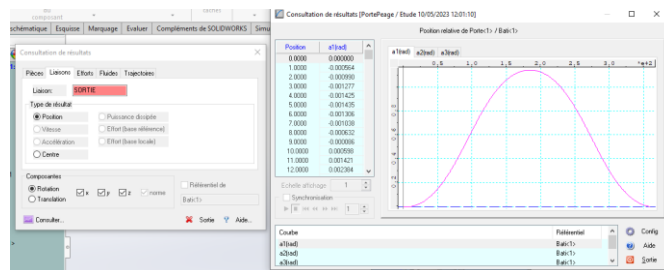 du
composant
cachés
schématique Esquisse Marquage Evaluer Compléments de SOLIDWORKS Simu
Consultation de résultats
Pièces Liaisons Efforts Fluides Trajectoires
Liaison: SORTIE
Type de résultat
Position Puissance dissipée
Vitesse Effort (base référence)
Accélération Effort (base locale)
Centre
Composantes
Rotation x y z norme
Translation
Référentiel de
Bati<1>
Consulter... Sortie Aide...
Consultation de résultats [PortePeage / Etude 10/05/2023 12:01:10]
Position relative de Porte<1> / Bati<1>
Position a1(rad)
0.0000 0.000000
1.0000 -0.000564
2.0000 -0.000990
3.0000 -0.001277
4.0000 -0.001425
5.0000 -0.001435
6.0000 -0.001306
7.0000 -0.001038
8.0000 -0.000632
9.0000 -0.000086
10.0000 0.000598
11.0000 0.001421
12.0000 0.002384
Echelle affichage 1
Synchronisation
1
a1(rad) a2(rad) a3(rad)
0,5 1,0 1,5 2,0 2,5 3,0 *e+2
Courbe Référentiel
a1(rad) Bati<1>
a2(rad) Bati<1>
a3(rad) Bati<1>
Config
Aide
Sortie